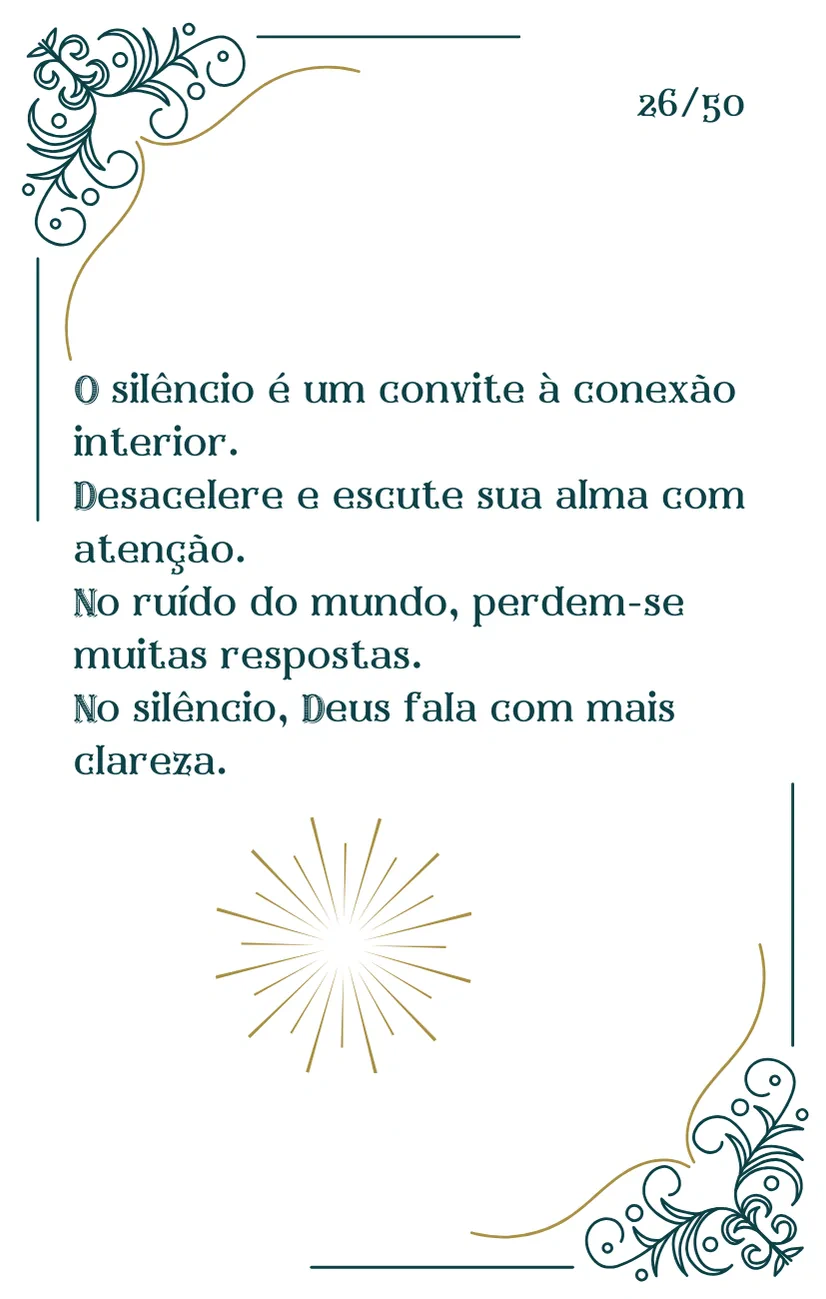 26/50
O silêncio é um convite à conexão
interior.
Desacelere e escute sua alma com
atenção.
No ruído do mundo, perdem-se
muitas respostas.
No silêncio, Deus fala com mais
clareza.